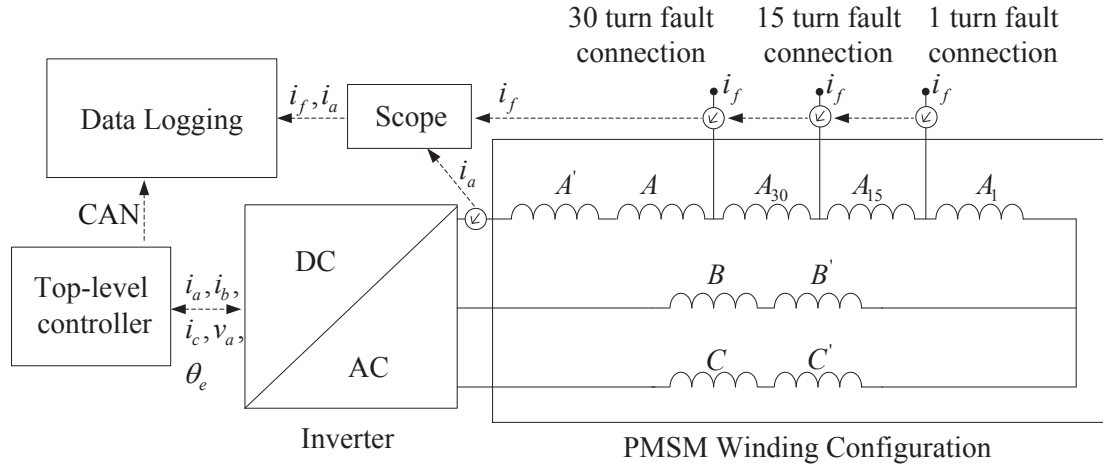 30 turn fault
connection
15 turn fault
connection
1 turn fault
connection
i_f
i_f
i_f
Data Logging
i_f, i_a
Scope
i_f
i_a
CAN
A'
A
A_30
A_15
A_1
Top-level
controller
i_a, i_b,
i_c, v_a,
θ_e
DC
AC
B
B'
C
C'
Inverter
PMSM Winding Configuration